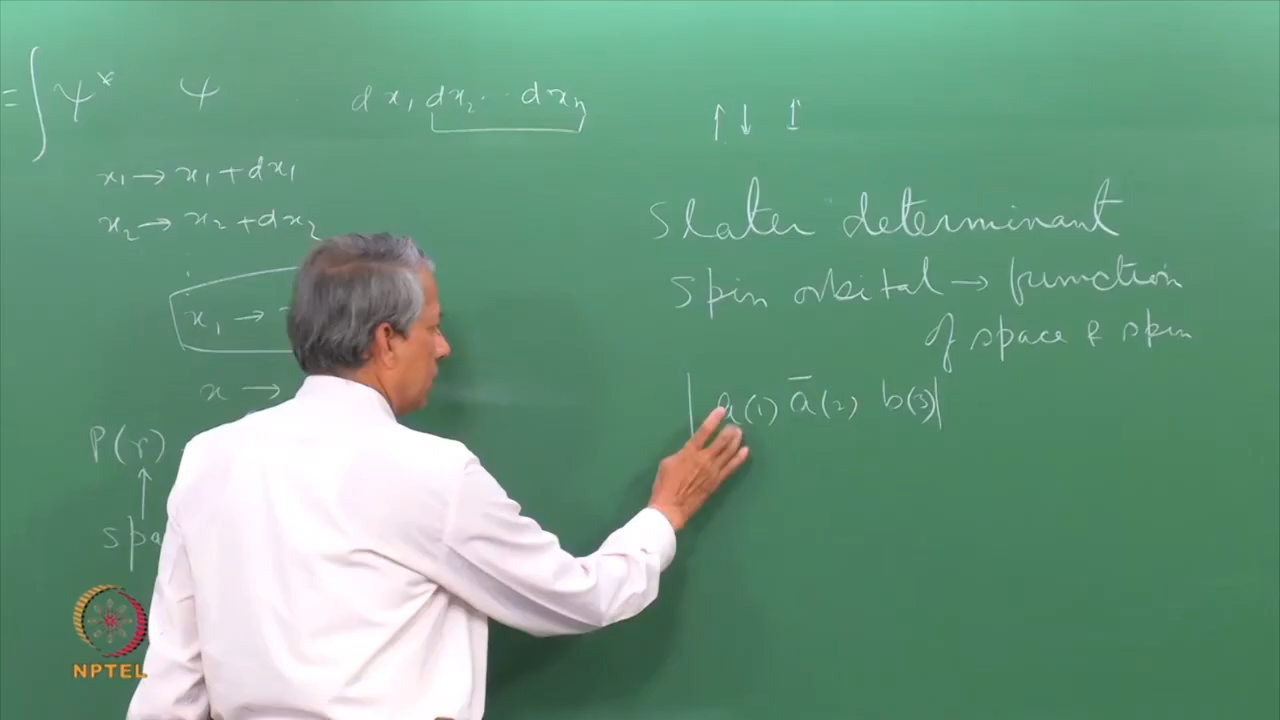 = ∫ ψ* ψ dx₁ dx₂ .. dxₙ
x₁ → x₁ + dx₁
x₂ → x₂ + dx₂
x₁ →
x →
P(r)
↑
spa
↑↓ ↑
Slater determinant
spin orbital → function
of space & spin
| a(1) a̅(2) b(3)|
NPTEL